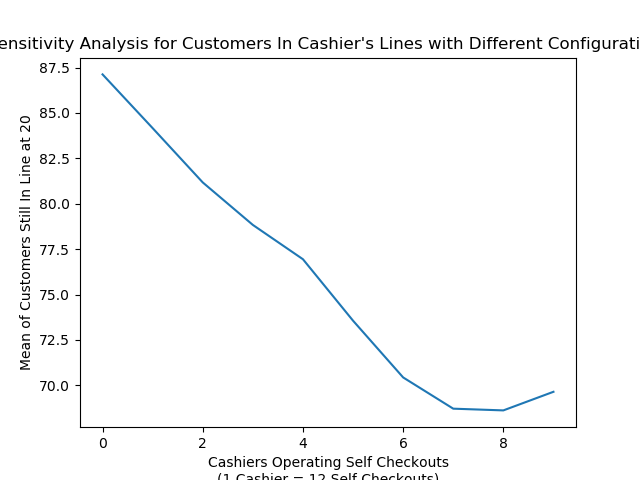 ensitivity Analysis for Customers In Cashier's Lines with Different Configurati
87.5
85.0
82.5
80.0
77.5
75.0
72.5
70.0
Mean of Customers Still In Line at 20
0 2 4 6 8
Cashiers Operating Self Checkouts
(1 Cashier = 12 Self Checkouts)